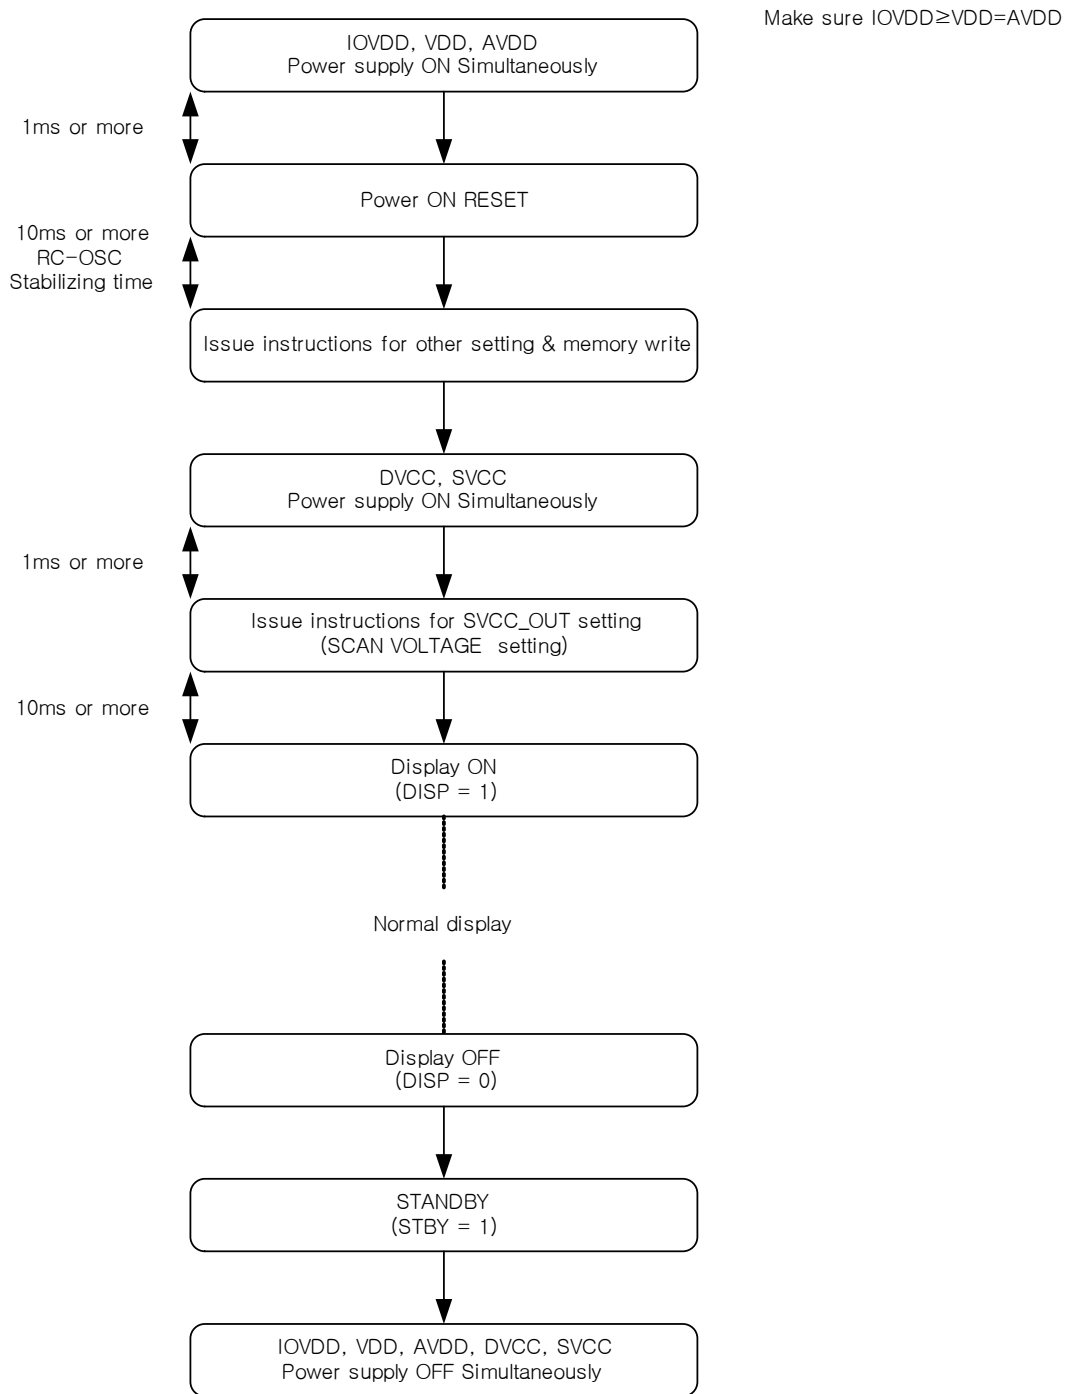 Make sure IOVDD≥VDD=AVDD
IOVDD, VDD, AVDD
Power supply ON Simultaneously
1ms or more
Power ON RESET
10ms or more
RC-OSC
Stabilizing time
Issue instructions for other setting & memory write
DVCC, SVCC
Power supply ON Simultaneously
1ms or more
Issue instructions for SVCC_OUT setting
(SCAN VOLTAGE setting)
10ms or more
Display ON
(DISP = 1)
Normal display
Display OFF
(DISP = 0)
STANDBY
(STBY = 1)
IOVDD, VDD, AVDD, DVCC, SVCC
Power supply OFF Simultaneously